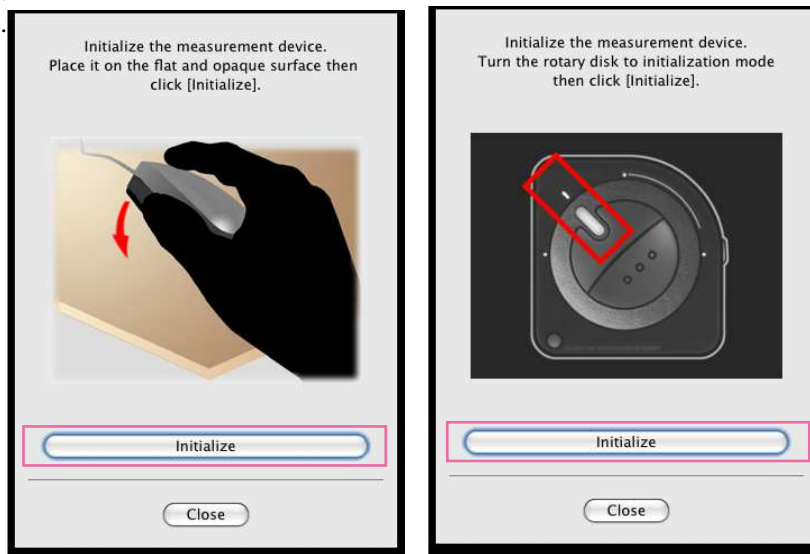 Initialize the measurement device.
Place it on the flat and opaque surface then
click [Initialize].
Initialize
Close
Initialize the measurement device.
Turn the rotary disk to initialization mode
then click [Initialize].
Initialize
Close